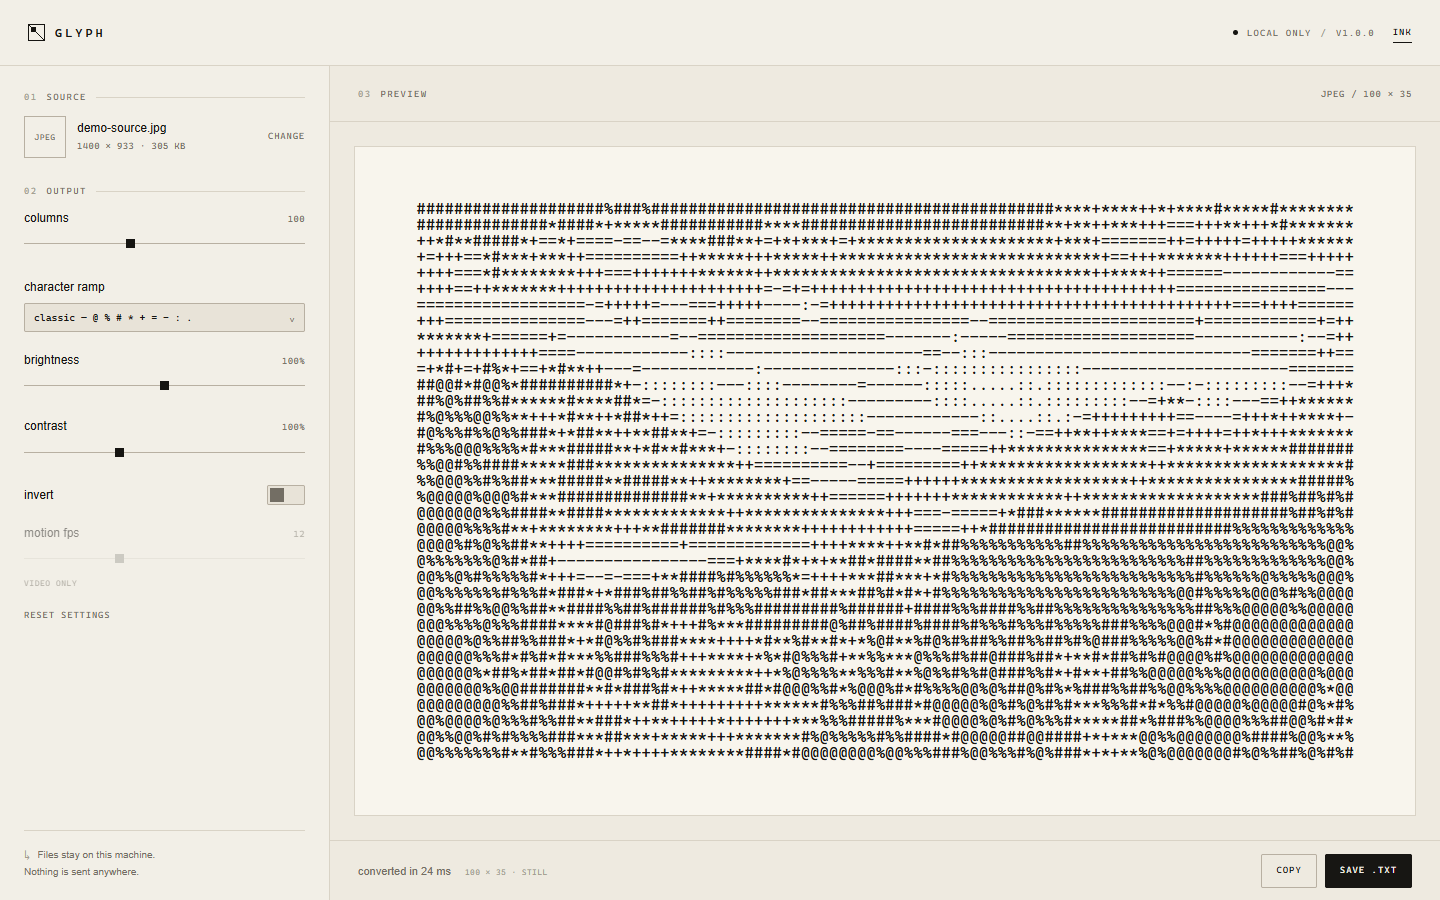 GLYPH
LOCAL ONLY / V1.0.0 INK
01 SOURCE
JPEG
demo-source.jpg
1400 × 933 · 305 KB
CHANGE
02 OUTPUT
columns 100
character ramp
classic — @ % # * + = – : .
brightness 100%
contrast 100%
invert
motion fps 12
VIDEO ONLY
RESET SETTINGS
↳ Files stay on this machine.
Nothing is sent anywhere.
03 PREVIEW
JPEG / 100 × 35
converted in 24 ms 100 × 35 · STILL
COPY
SAVE .TXT